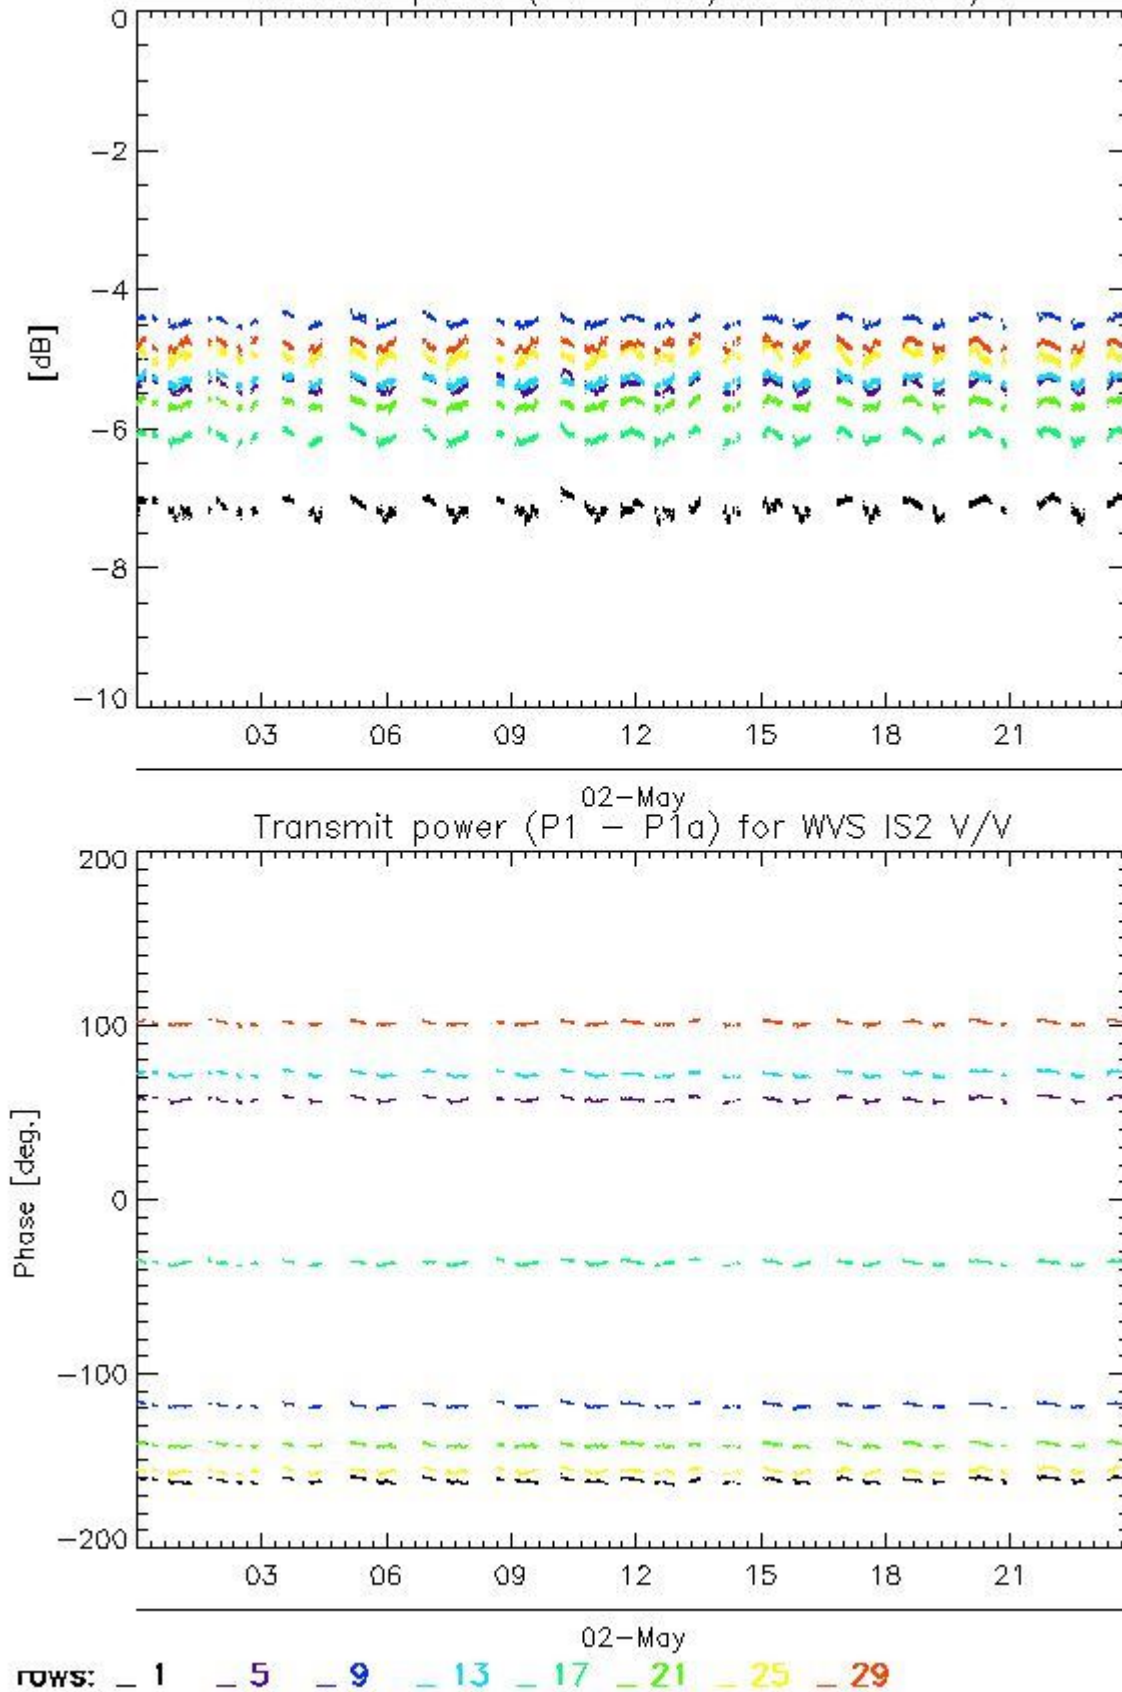 0
−2
−4
[dB]
−6
−8
−10
03 06 09 12 15 18 21
02−May
Transmit power (P1 − P1a) for WVS IS2 V/V
200
100
Phase [deg.]
0
−100
−200
03 06 09 12 15 18 21
02−May
rows: _ 1 _ 5 _ 9 _ 13 _ 17 _ 21 _ 25 _ 29